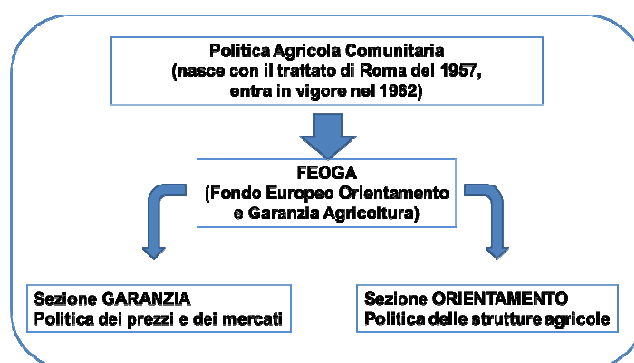 Politica Agricola Comunitaria
(nasce con il trattato di Roma del 1957,
entra in vigore nel 1962)
FEOGA
(Fondo Europeo Orientamento
e Garanzia Agricoltura)
Sezione GARANZIA
Politica dei prezzi e dei mercati
Sezione ORIENTAMENTO
Politica delle strutture agricole